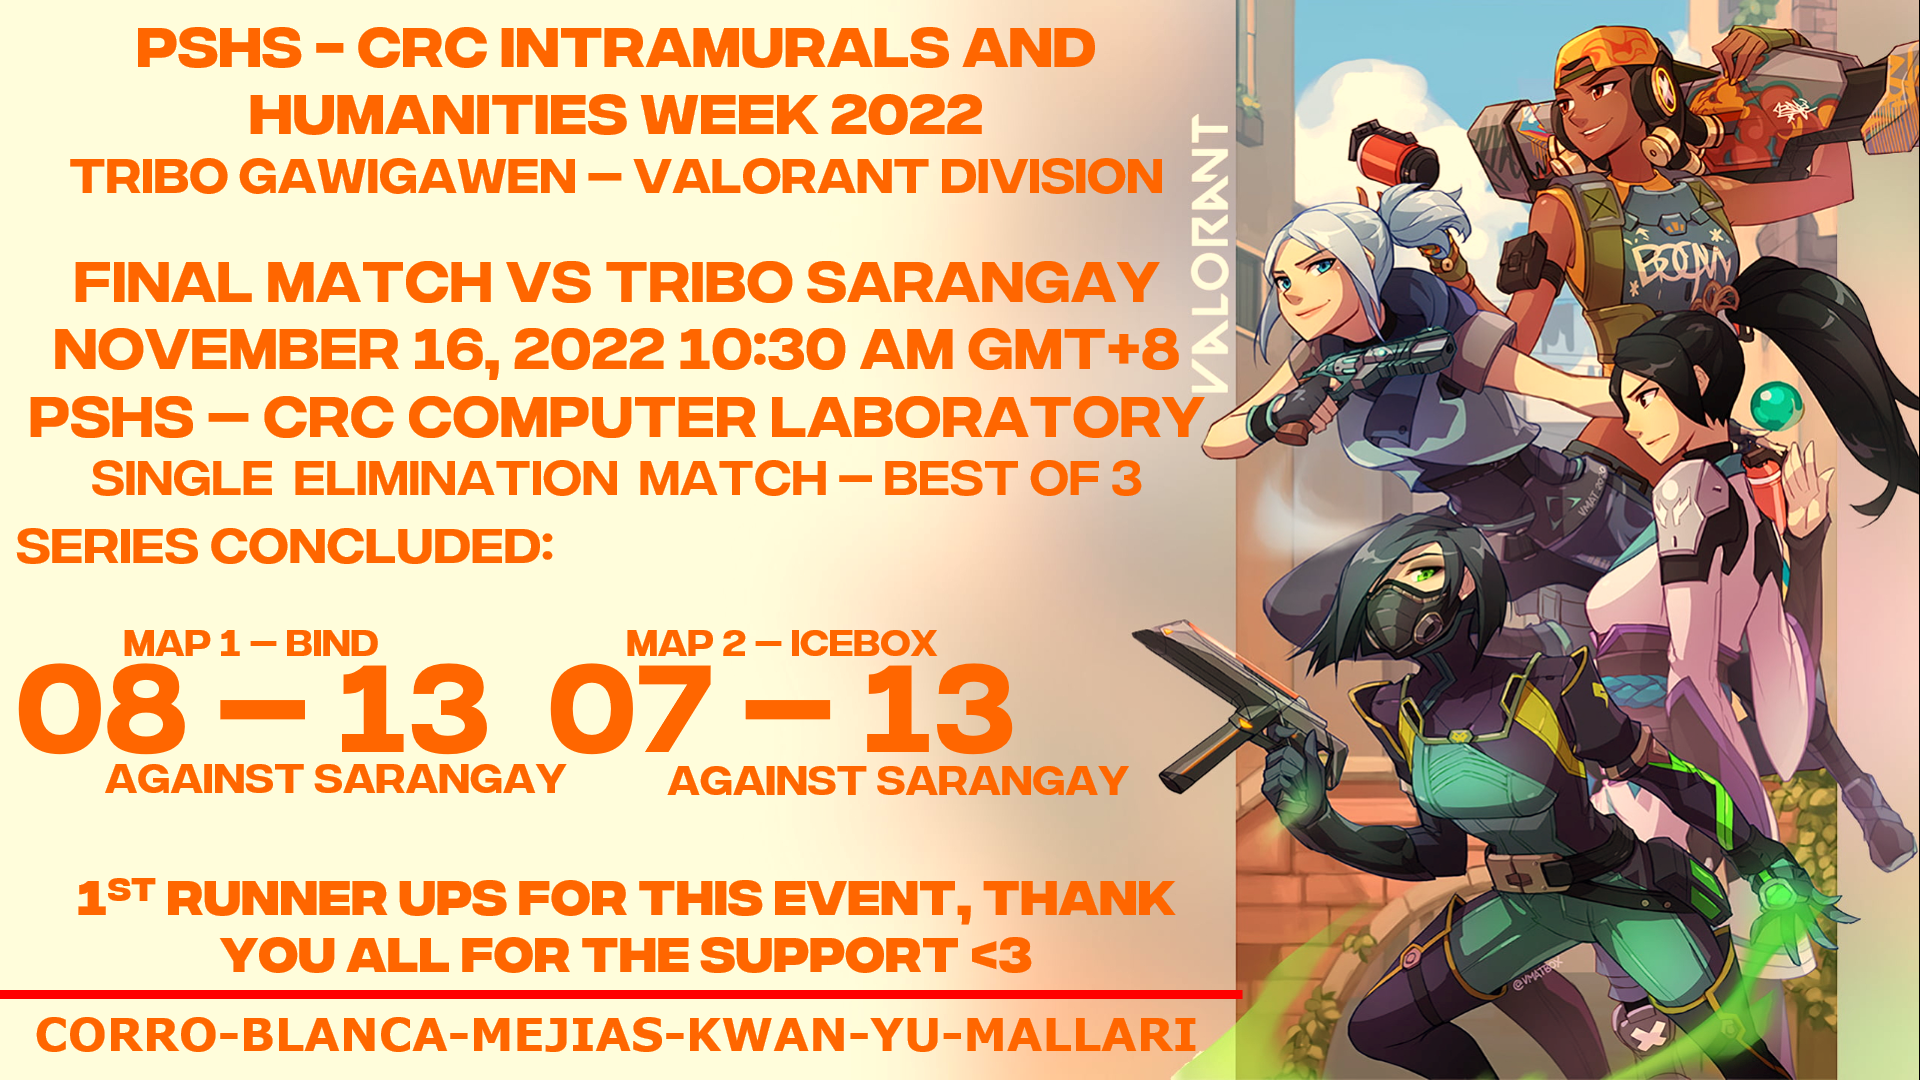 PSHS - CRC INTRAMURALS AND
HUMANITIES WEEK 2022
TRIBO GAWIGAWEN – VALORANT DIVISION
FINAL MATCH VS TRIBO SARANGAY
NOVEMBER 16, 2022 10:30 AM GMT+8
PSHS – CRC COMPUTER LABORATORY
SINGLE ELIMINATION MATCH – BEST OF 3
SERIES CONCLUDED:
MAP 1 – BIND
08 – 13
AGAINST SARANGAY
MAP 2 – ICEBOX
07 – 13
AGAINST SARANGAY
1ST RUNNER UPS FOR THIS EVENT, THANK
YOU ALL FOR THE SUPPORT <3
CORRO-BLANCA-MEJIAS-KWAN-YU-MALLARI
VALORANT
BOOM
@VMATBOX